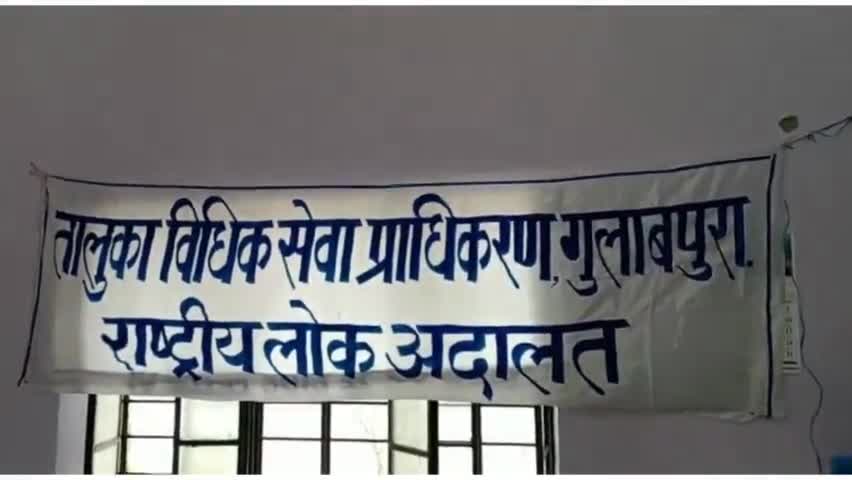 तालुका विधिक सेवा प्राधिकरण, गुलाबपुरा.
राष्ट्रीय लोक अदालत